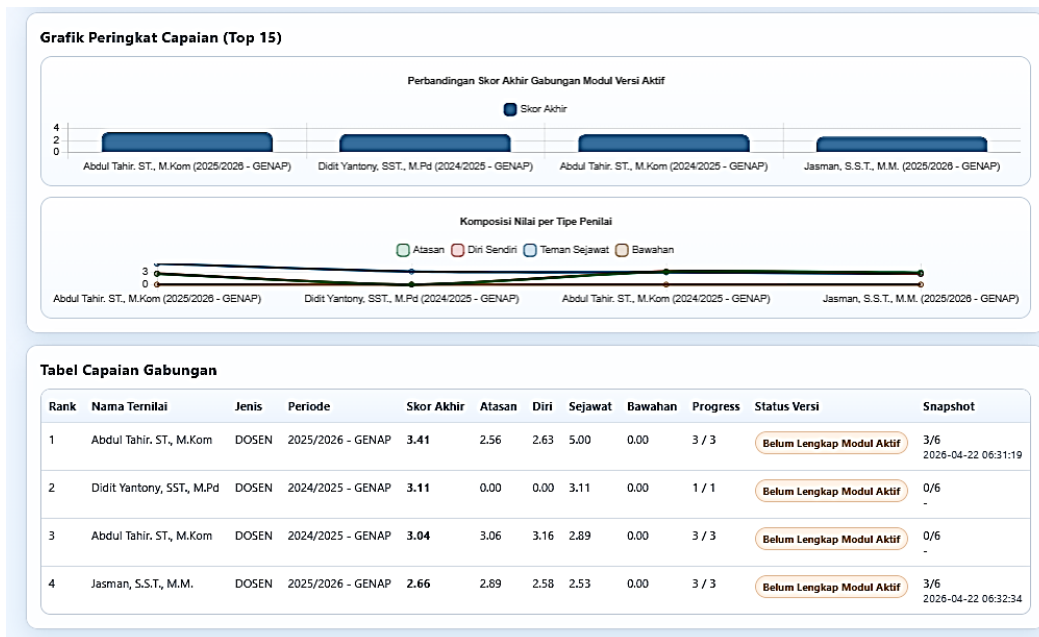 Grafik Peringkat Capaian (Top 15)
Perbandingan Skor Akhir Gabungan Modul Versi Aktif
Skor Akhir
4
2
0
Abdul Tahir. ST., M.Kom (2025/2026 - GENAP) Didit Yantony, SST., M.Pd (2024/2025 - GENAP) Abdul Tahir. ST., M.Kom (2024/2025 - GENAP) Jasman, S.S.T., M.M. (2025/2026 - GENAP)
Komposisi Nilai per Tipe Penilai
Atasan Diri Sendiri Teman Sejawat Bawahan
3
0
Abdul Tahir. ST., M.Kom (2025/2026 - GENAP) Didit Yantony, SST., M.Pd (2024/2025 - GENAP) Abdul Tahir. ST., M.Kom (2024/2025 - GENAP) Jasman, S.S.T., M.M. (2025/2026 - GENAP)
Tabel Capaian Gabungan
Rank Nama Ternilai Jenis Periode Skor Akhir Atasan Diri Sejawat Bawahan Progress Status Versi Snapshot
1 Abdul Tahir. ST., M.Kom DOSEN 2025/2026 - GENAP 3.41 2.56 2.63 5.00 0.00 3 / 3 Belum Lengkap Modul Aktif 3/6
2026-04-22 06:31:19
2 Didit Yantony, SST., M.Pd DOSEN 2024/2025 - GENAP 3.11 0.00 0.00 3.11 0.00 1 / 1 Belum Lengkap Modul Aktif 0/6
-
3 Abdul Tahir. ST., M.Kom DOSEN 2024/2025 - GENAP 3.04 3.06 3.16 2.89 0.00 3 / 3 Belum Lengkap Modul Aktif 0/6
-
4 Jasman, S.S.T., M.M. DOSEN 2025/2026 - GENAP 2.66 2.89 2.58 2.53 0.00 3 / 3 Belum Lengkap Modul Aktif 3/6
2026-04-22 06:32:34